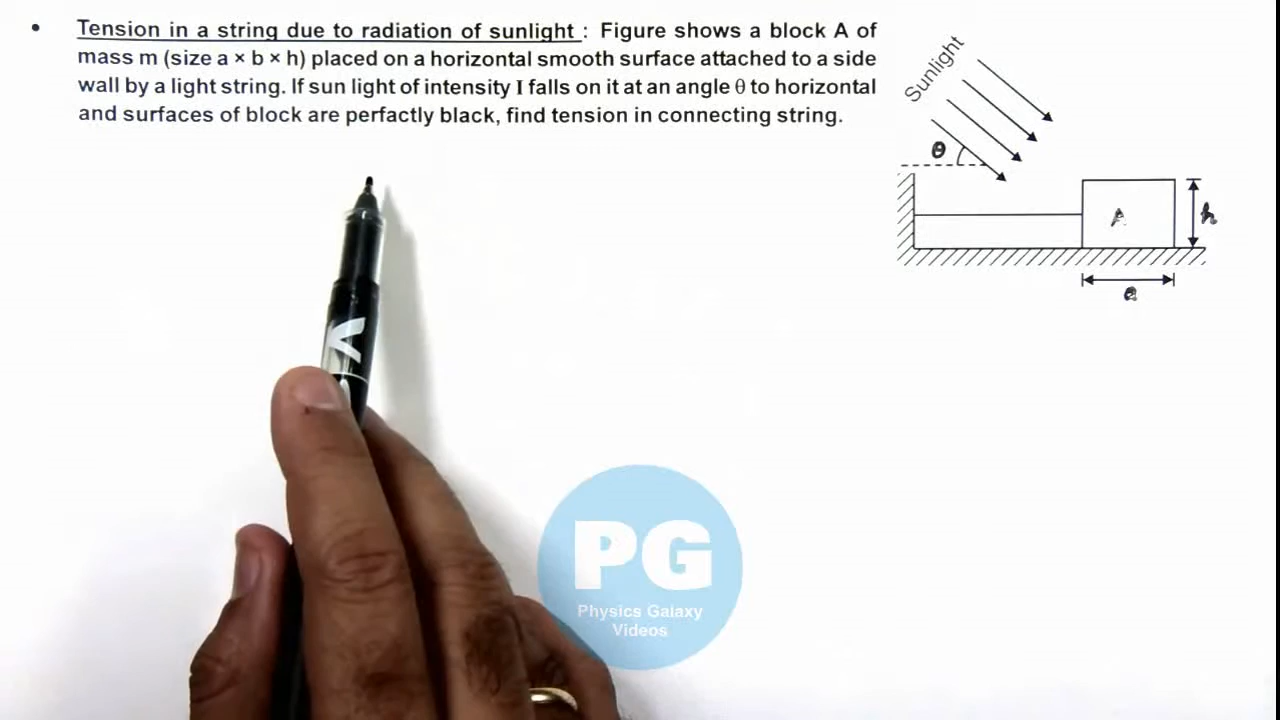 • Tension in a string due to radiation of sunlight : Figure shows a block A of
mass m (size a × b × h) placed on a horizontal smooth surface attached to a side
wall by a light string. If sun light of intensity I falls on it at an angle θ to horizontal
and surfaces of block are perfactly black, find tension in connecting string.
Sunlight
θ
A
h
a
PG
Physics Galaxy
Videos